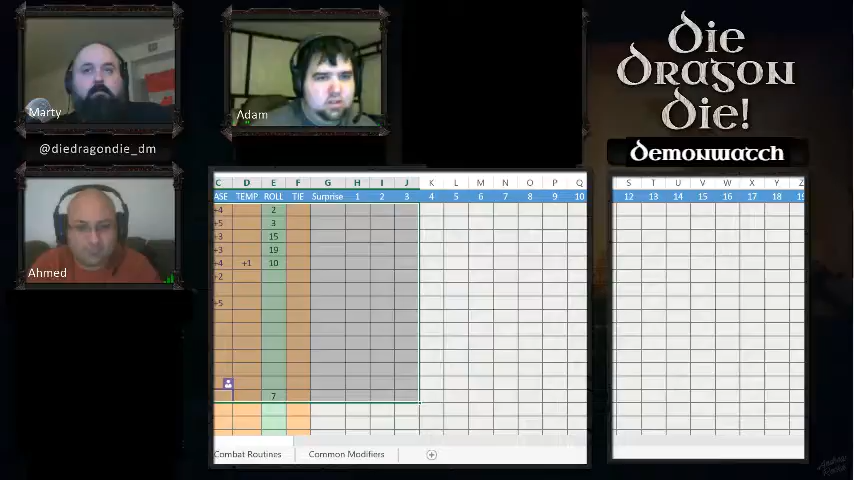 Marty
Adam
die
Dragon
Die!
@diedragondie_dm
Demonwatch
Ahmed
C D E F G H I J K L M N O P Q
ASE TEMP ROLL TIE Surprise 1 2 3 4 5 6 7 8 9 10
+4 2
+5 3
+3 15
+3 19
+4 +1 10
+2
+5
7
S T U V W X Y Z
12 13 14 15 16 17 18 19
Combat Routines Common Modifiers